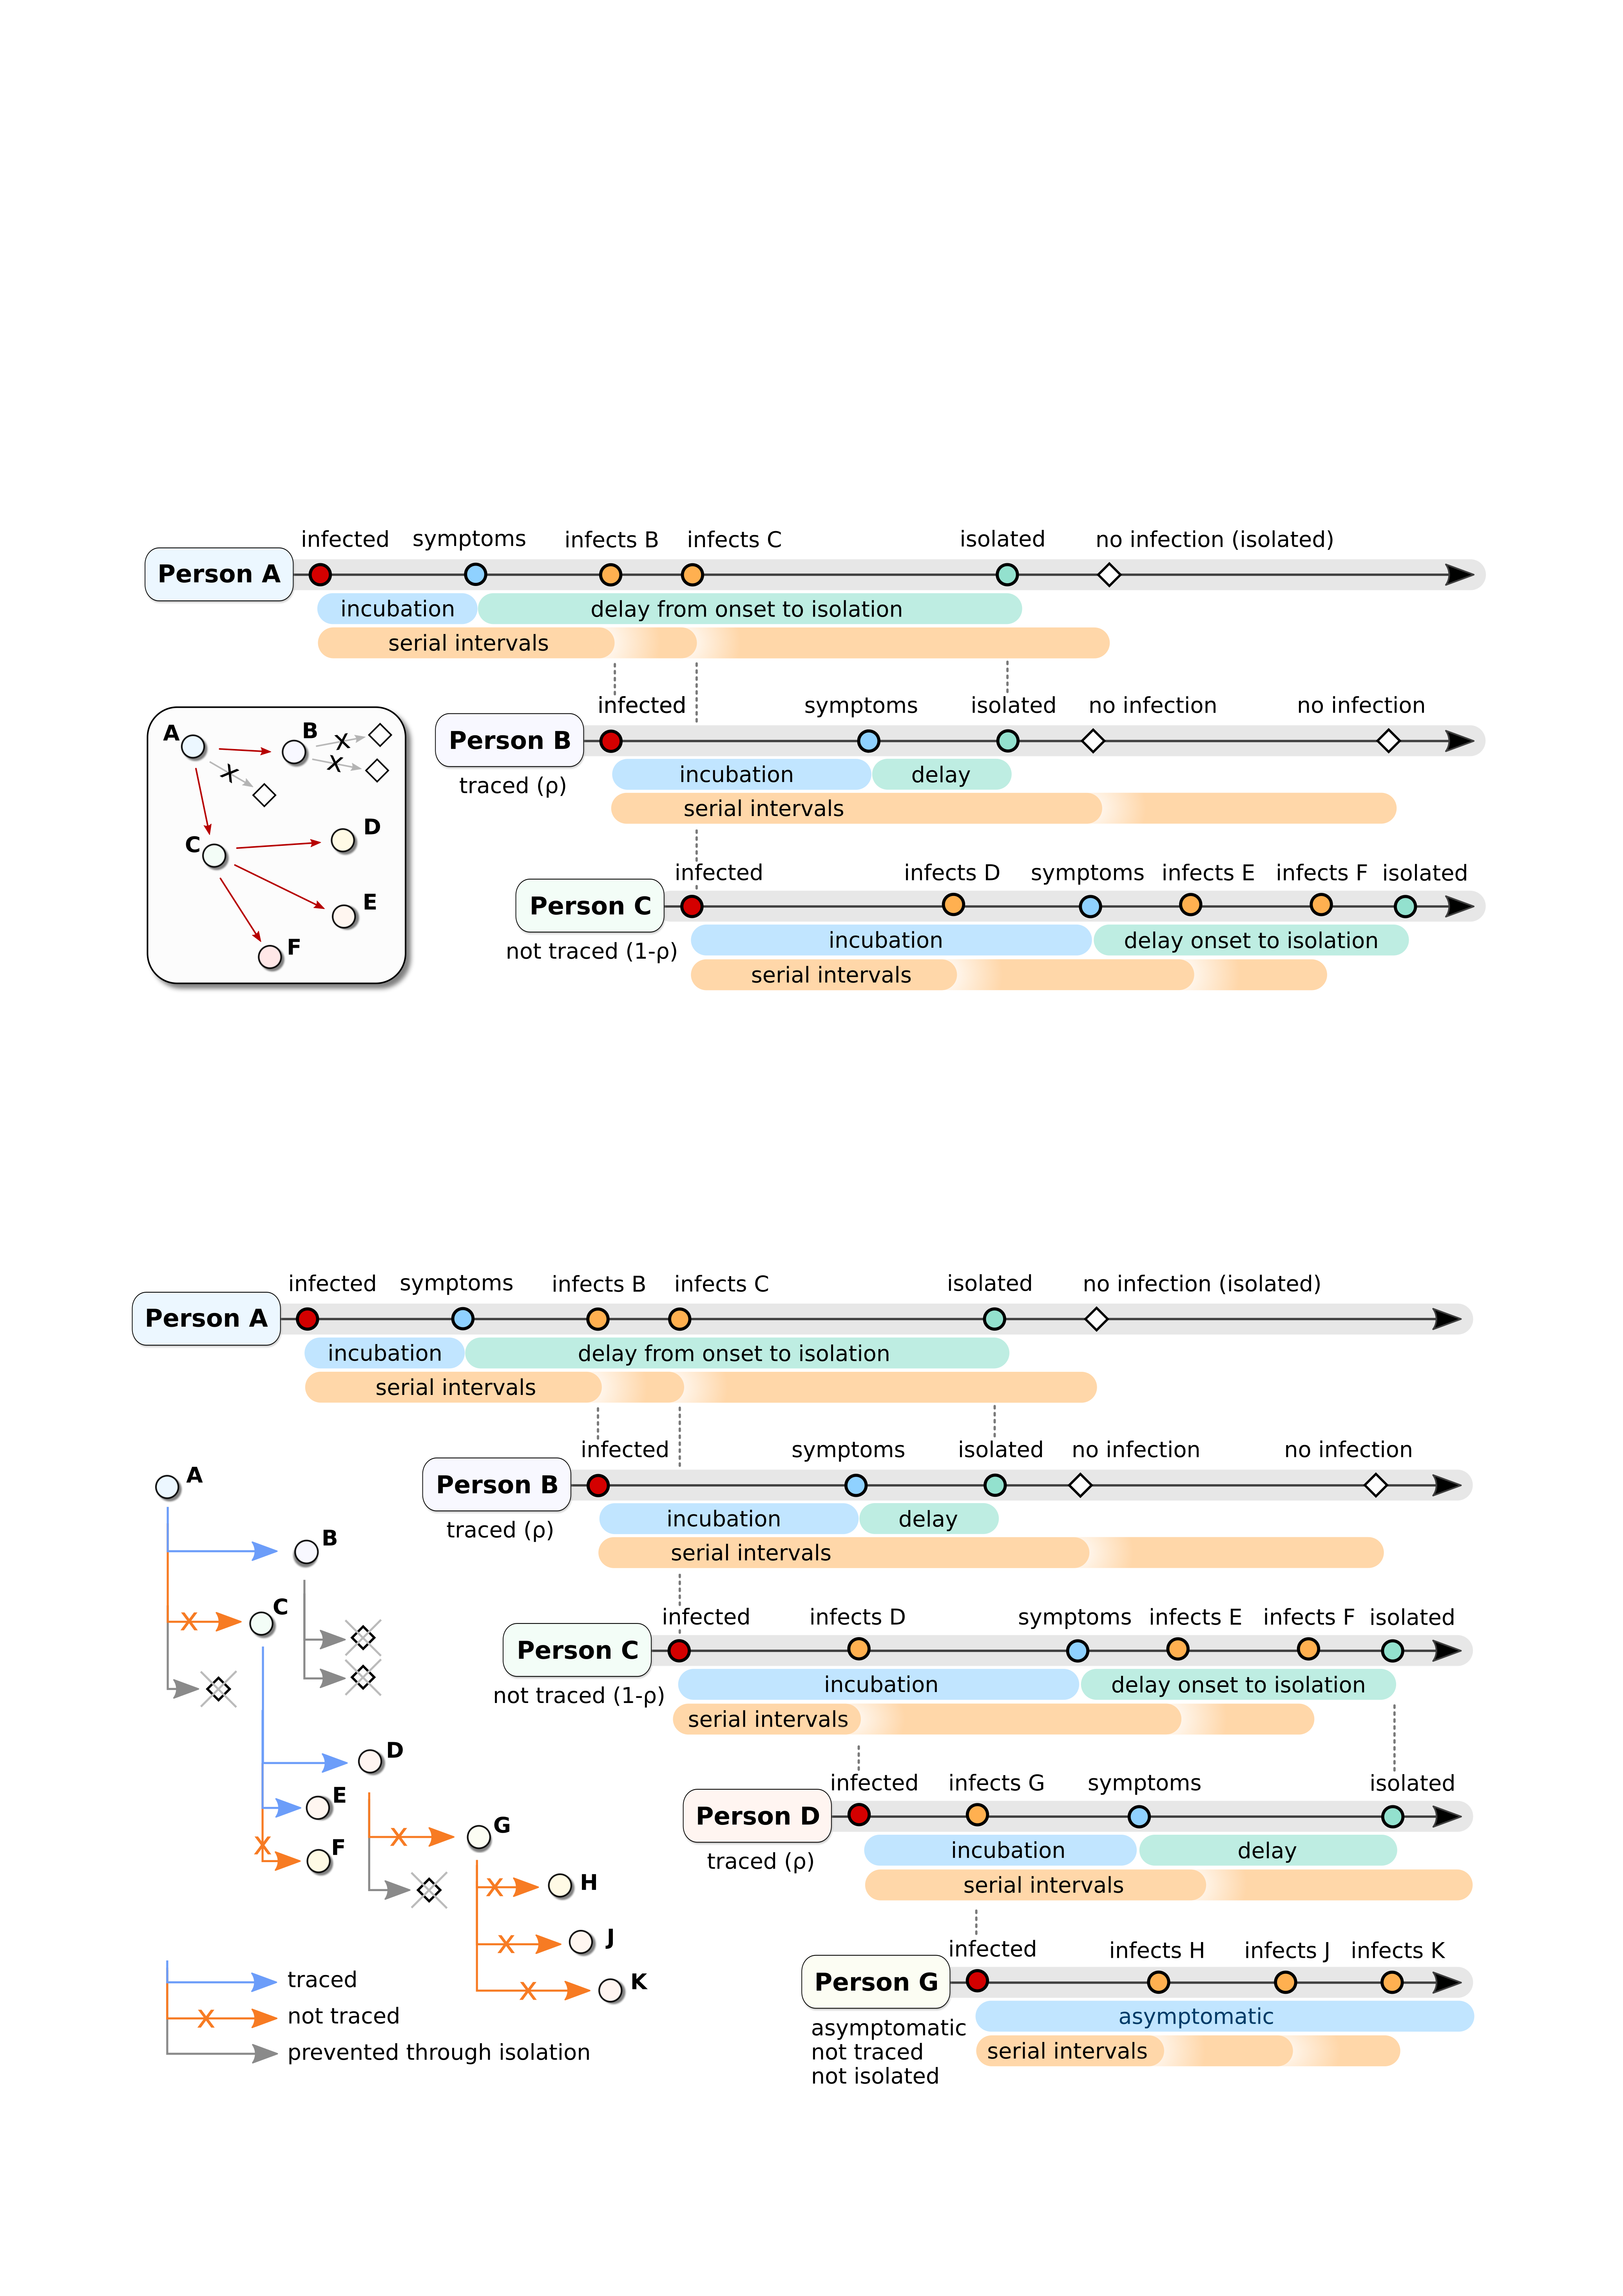 infected symptoms infects B infects C isolated no infection (isolated)
Person A
incubation delay from onset to isolation
serial intervals
infected symptoms isolated no infection no infection
Person B
traced (ρ)
incubation delay
serial intervals
A
B
C
D
E
F
infected infects D symptoms infects E infects F isolated
Person C
not traced (1-ρ)
incubation delay onset to isolation
serial intervals
infected symptoms infects B infects C isolated no infection (isolated)
Person A
incubation delay from onset to isolation
serial intervals
infected symptoms isolated no infection no infection
Person B
traced (ρ)
incubation delay
serial intervals
infected infects D symptoms infects E infects F isolated
Person C
not traced (1-ρ)
incubation delay onset to isolation
serial intervals
infected infects G symptoms isolated
Person D
traced (ρ)
incubation delay
serial intervals
infected infects H infects J infects K
Person G
asymptomatic
not traced
not isolated
asymptomatic
serial intervals
A
B
C
D
E
F
G
H
J
K
traced
not traced
prevented through isolation